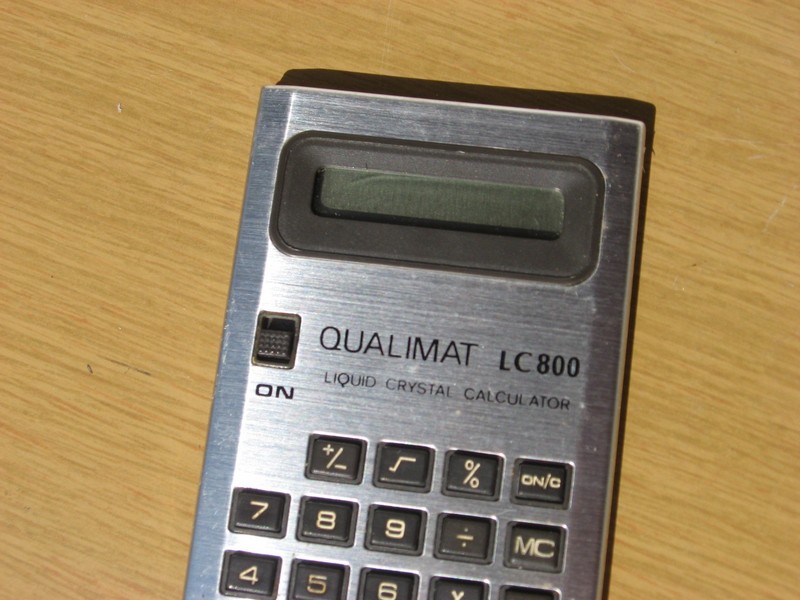 QUALIMAT LC800
LIQUID CRYSTAL CALCULATOR
ON
+/- √ % ON/C
7 8 9 ÷ MC
4 5 6 ×